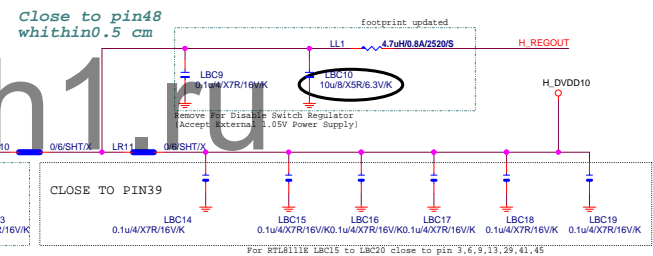 Close to pin48
whithin0.5 cm
footprint updated
LL1
4.7uH/0.8A/2520/S
H_REGOUT
LBC9
0.1u/4/X7R/16V/K
LBC10
10u/8/X5R/6.3V/K
H_DVDD10
Remove For Disable Switch Regulator
(Accept External 1.05V Power Supply)
h1.ru
10
0/6/SHT/X
LR11
0/6/SHT/X
CLOSE TO PIN39
3
R/16V/K
LBC14
0.1u/4/X7R/16V/K
LBC15
0.1u/4/X7R/16V/K
LBC16
0.1u/4/X7R/16V/K
LBC17
0.1u/4/X7R/16V/K
LBC18
0.1u/4/X7R/16V/K
LBC19
0.1u/4/X7R/16V/K
For RTL8111E LBC15 to LBC20 close to pin 3,6,9,13,29,41,45